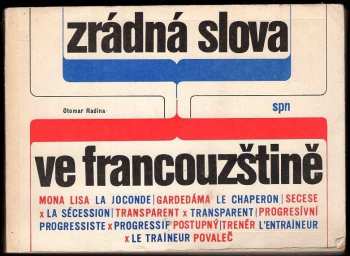 zrádná slova
Otomar Radina
spn
ve francouzštině
MONA LISA LA JOCONDE|GARDEDÁMA LE CHAPERON|SECESE
x LA SÉCESSION|TRANSPARENT x TRANSPARENT|PROGRESÍVNÍ
PROGRESSISTE x PROGRESSIF POSTUPNÝ|TRENÉR L'ENTRAÎNEUR
x LE TRAÎNEUR POVALEČ